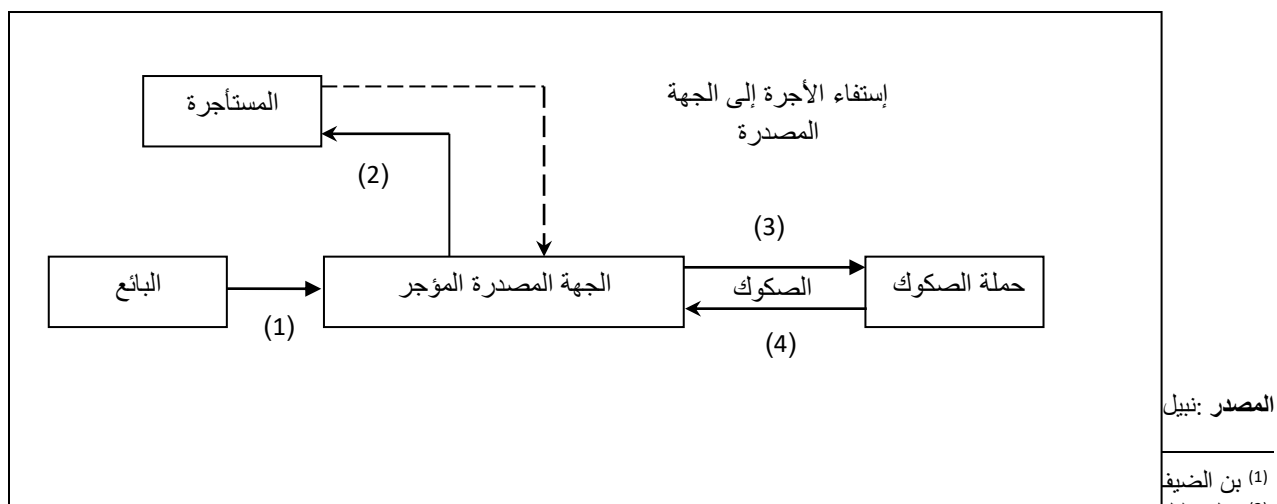 المستأجرة
إستفاء الأجرة إلى الجهة
المصدرة
(2)
(3)
البائع
الجهة المصدرة المؤجر
الصكوك
حملة الصكوك
(1)
(4)
المصدر :نبيل
(1) بن الضيف